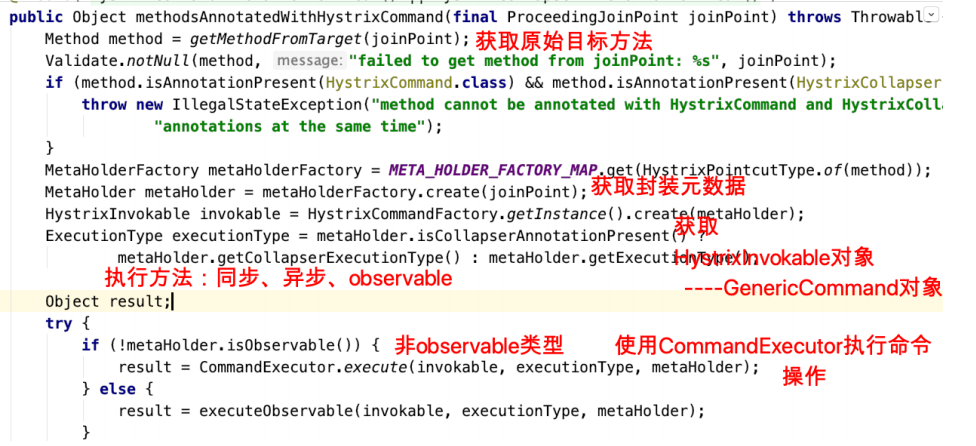 public Object methodsAnnotatedWithHystrixCommand(final ProceedingJoinPoint joinPoint) throws Throwabl
Method method = getMethodFromTarget(joinPoint); 获取原始目标方法
Validate.notNull(method, message: "failed to get method from joinPoint: %s", joinPoint);
if (method.isAnnotationPresent(HystrixCommand.class) && method.isAnnotationPresent(HystrixCollapser
throw new IllegalStateException("method cannot be annotated with HystrixCommand and HystrixColl
"annotations at the same time");
}
MetaHolderFactory metaHolderFactory = META_HOLDER_FACTORY_MAP.get(HystrixPointcutType.of(method));
MetaHolder metaHolder = metaHolderFactory.create(joinPoint); 获取封装元数据
HystrixInvokable invokable = HystrixCommandFactory.getInstance().create(metaHolder);
获取
ExecutionType executionType = metaHolder.isCollapserAnnotationPresent() ?
metaHolder.getCollapserExecutionType() : metaHolder.getExecutionType();
HystrixInvokable对象
执行方法：同步、异步、observable
----GenericCommand对象
Object result;
try {
if (!metaHolder.isObservable()) { 非observable类型 使用CommandExecutor执行命令
result = CommandExecutor.execute(invokable, executionType, metaHolder);
操作
} else {
result = executeObservable(invokable, executionType, metaHolder);
}